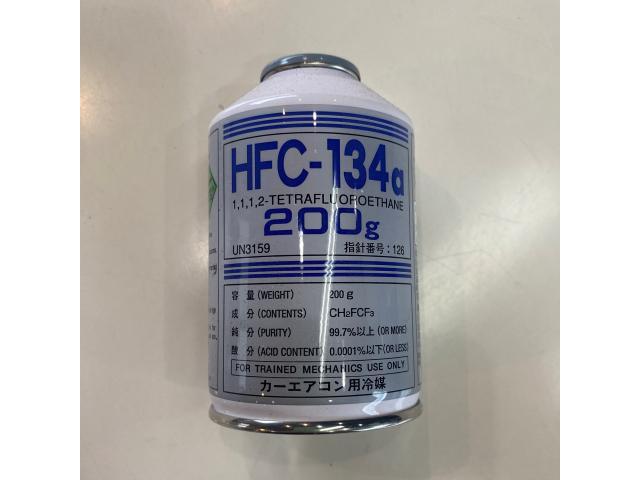 HFC-134a
1,1,1,2-TETRAFLUOROETHANE
200g
UN3159 指針番号:126
容 量 (WEIGHT) 200g
成 分 (CONTENTS) CH2FCF3
純 分 (PURITY) 99.7%以上 (OR MORE)
酸 分 (ACID CONTENT) 0.0001%以下(OR LESS)
FOR TRAINED MECHANICS USE ONLY
カーエアコン用冷媒